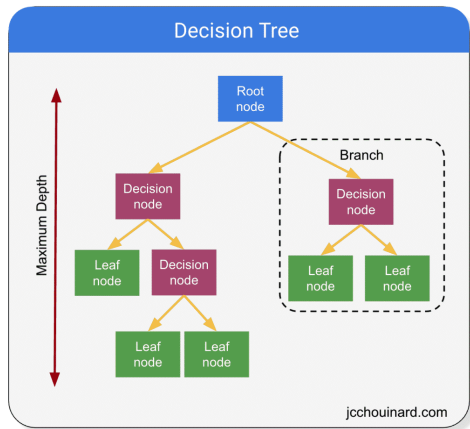 Decision Tree
Root
node
Branch
Decision
node
Decision
node
Maximum Depth
Leaf
node
Decision
node
Leaf
node
Leaf
node
Leaf
node
Leaf
node
jcchouinard.com